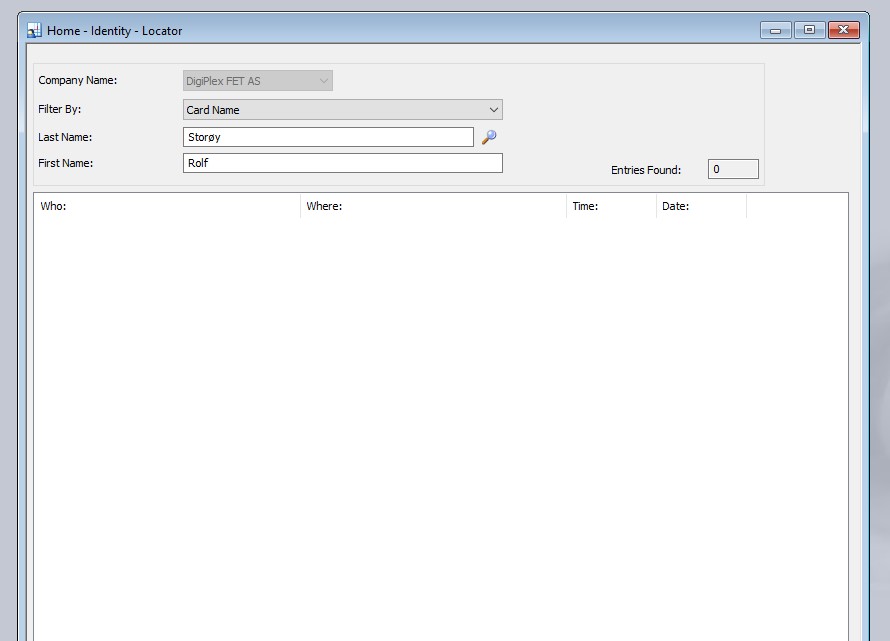 Home - Identity - Locator
Company Name: DigiPlex FET AS
Filter By: Card Name
Last Name: Storøy
First Name: Rolf
Entries Found: 0
Who: Where: Time: Date: